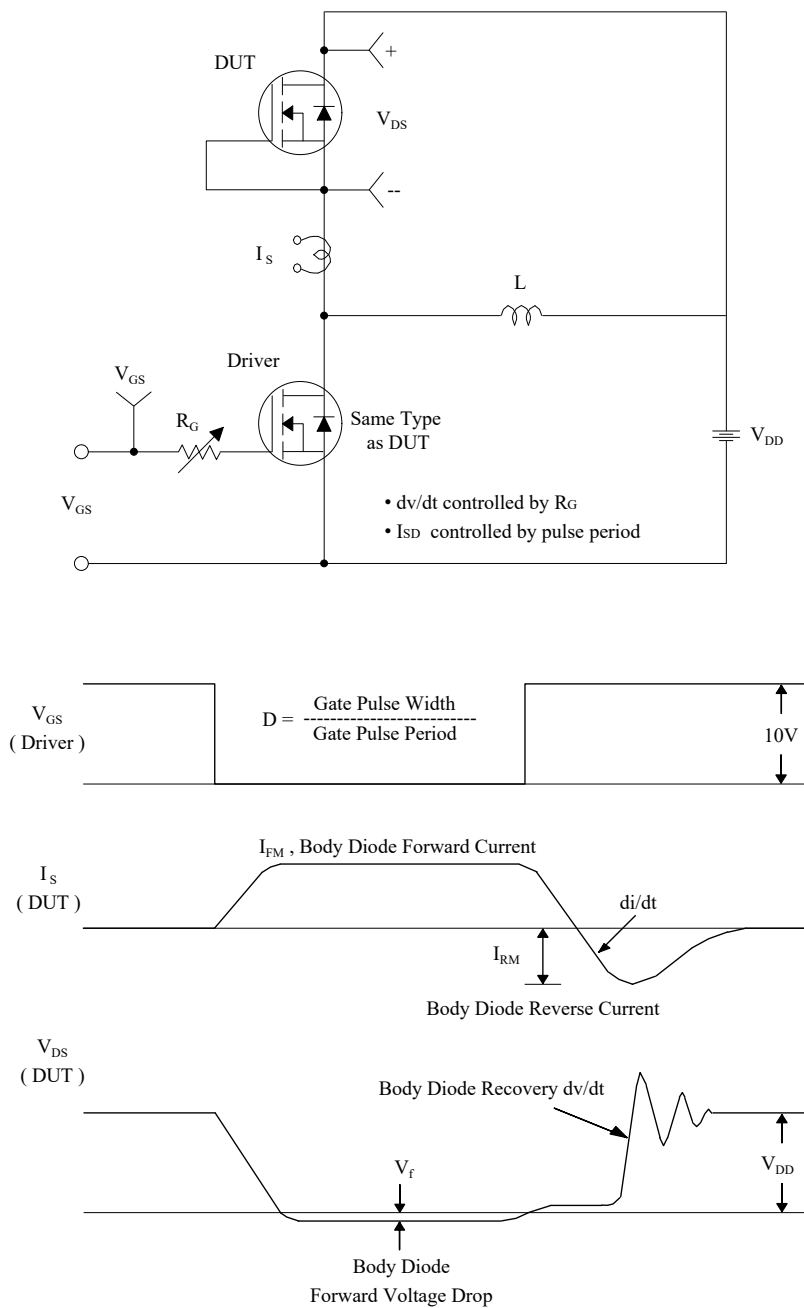 DUT
+
V_DS
--
I_S
L
Driver
V_GS
R_G
Same Type
as DUT
V_DD
V_GS
• dv/dt controlled by RG
• ISD controlled by pulse period
V_GS
( Driver )
D = Gate Pulse Width
--------------------------
Gate Pulse Period
10V
I_FM , Body Diode Forward Current
I_S
( DUT )
di/dt
I_RM
Body Diode Reverse Current
V_DS
( DUT )
Body Diode Recovery dv/dt
V_f
V_DD
Body Diode
Forward Voltage Drop